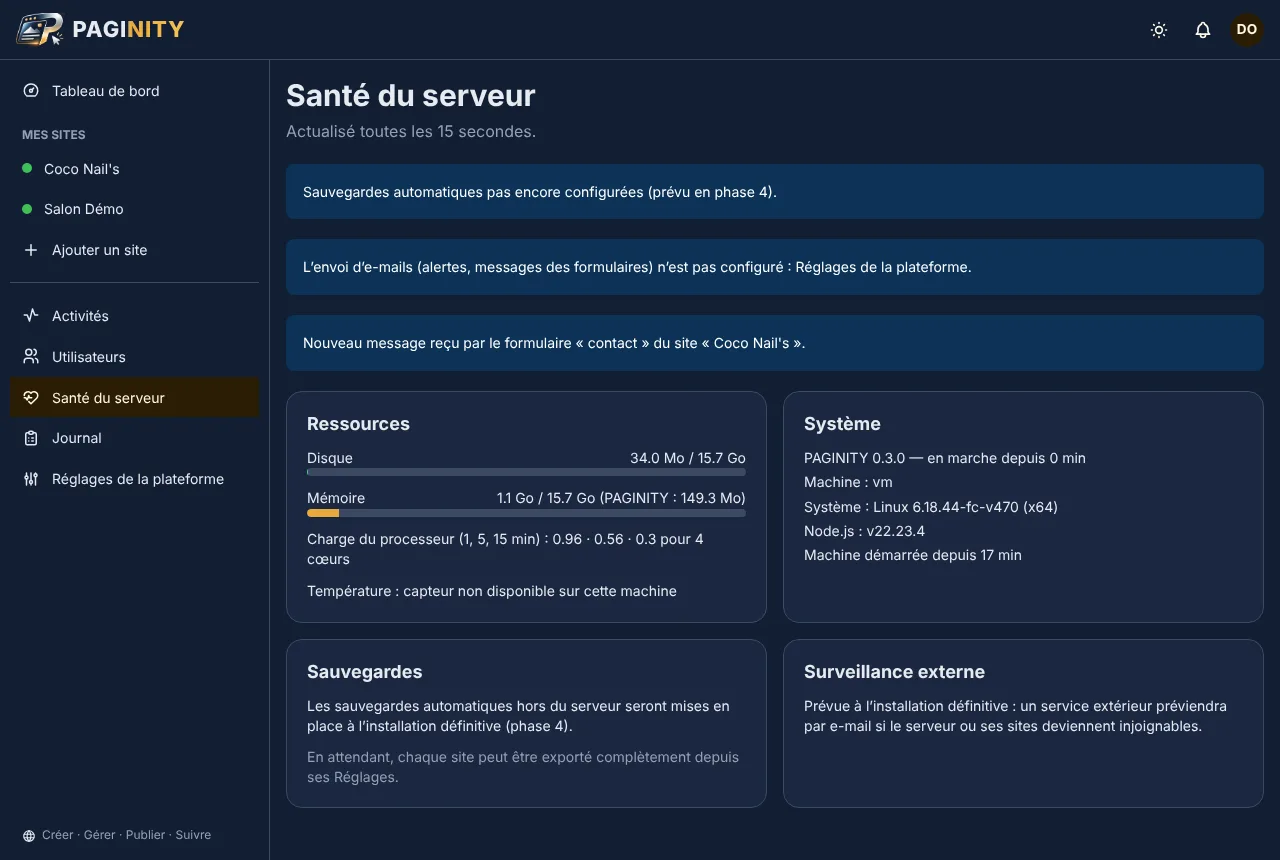 PAGINITY
DO
Tableau de bord
MES SITES
Coco Nail's
Salon Démo
Ajouter un site
Activités
Utilisateurs
Santé du serveur
Journal
Réglages de la plateforme
Créer · Gérer · Publier · Suivre
Santé du serveur
Actualisé toutes les 15 secondes.
Sauvegardes automatiques pas encore configurées (prévu en phase 4).
L’envoi d’e-mails (alertes, messages des formulaires) n’est pas configuré : Réglages de la plateforme.
Nouveau message reçu par le formulaire « contact » du site « Coco Nail's ».
Ressources
Disque 34.0 Mo / 15.7 Go
Mémoire 1.1 Go / 15.7 Go (PAGINITY : 149.3 Mo)
Charge du processeur (1, 5, 15 min) : 0.96 · 0.56 · 0.3 pour 4
cœurs
Température : capteur non disponible sur cette machine
Système
PAGINITY 0.3.0 — en marche depuis 0 min
Machine : vm
Système : Linux 6.18.44-fc-v470 (x64)
Node.js : v22.23.4
Machine démarrée depuis 17 min
Sauvegardes
Les sauvegardes automatiques hors du serveur seront mises en
place à l’installation définitive (phase 4).
En attendant, chaque site peut être exporté complètement depuis
ses Réglages.
Surveillance externe
Prévue à l’installation définitive : un service extérieur préviendra
par e-mail si le serveur ou ses sites deviennent injoignables.